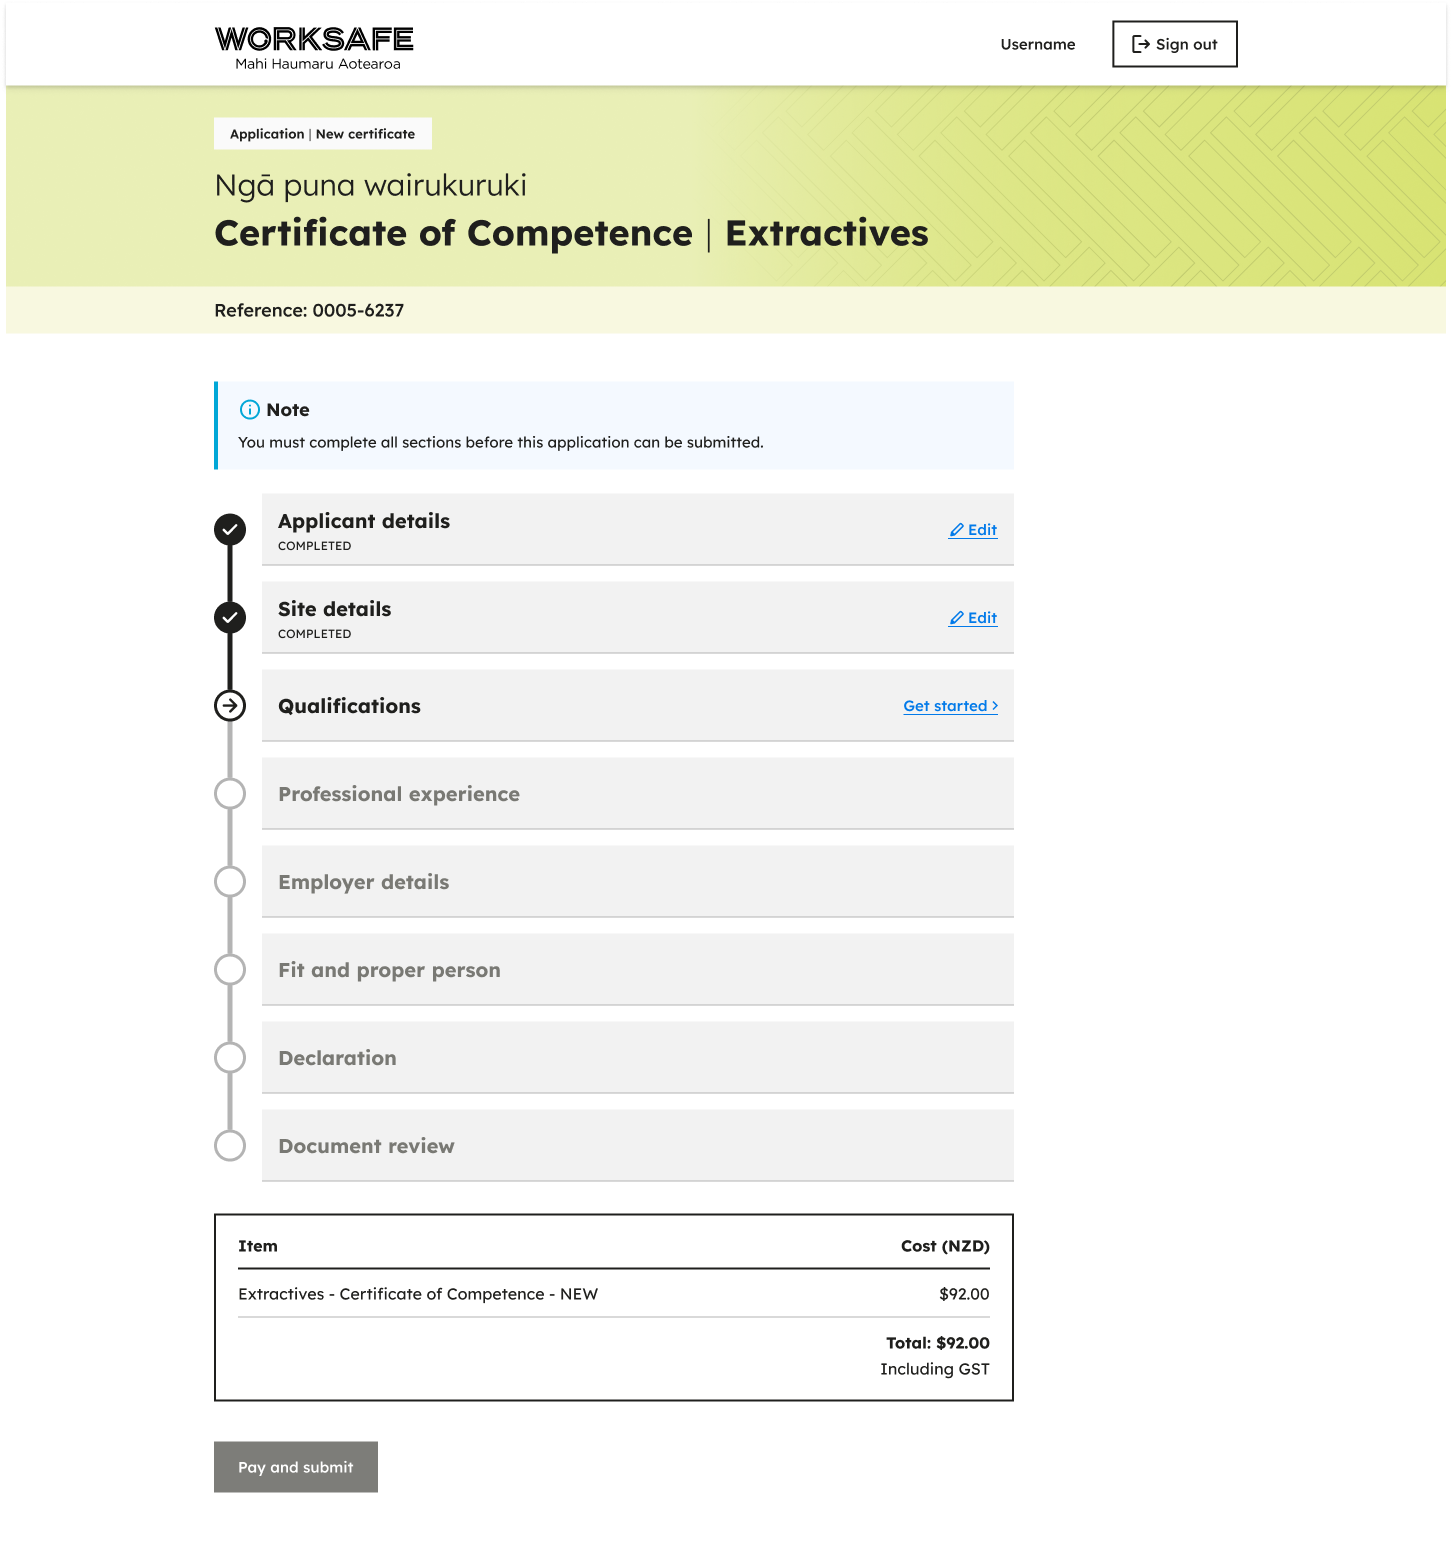 WORKSAFE
Mahi Haumaru Aotearoa
Username
Sign out
Application | New certificate
Ngā puna wairukuruki
Certificate of Competence | Extractives
Reference: 0005-6237
Note
You must complete all sections before this application can be submitted.
Applicant details
COMPLETED
Edit
Site details
COMPLETED
Edit
Qualifications
Get started
Professional experience
Employer details
Fit and proper person
Declaration
Document review
Item Cost (NZD)
Extractives - Certificate of Competence - NEW $92.00
Total: $92.00
Including GST
Pay and submit